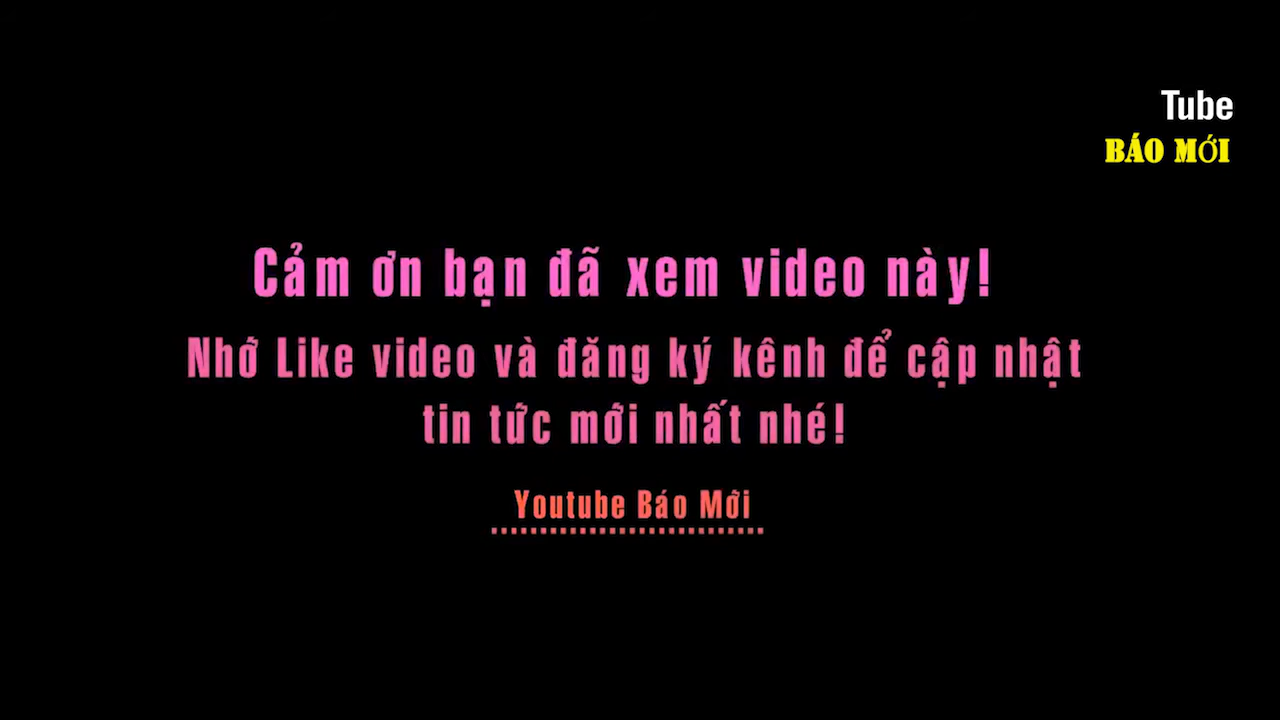 Tube
BÁO MỚI
Cảm ơn bạn đã xem video này!
Nhớ Like video và đăng ký kênh để cập nhật
tin tức mới nhất nhé!
Youtube Báo Mới